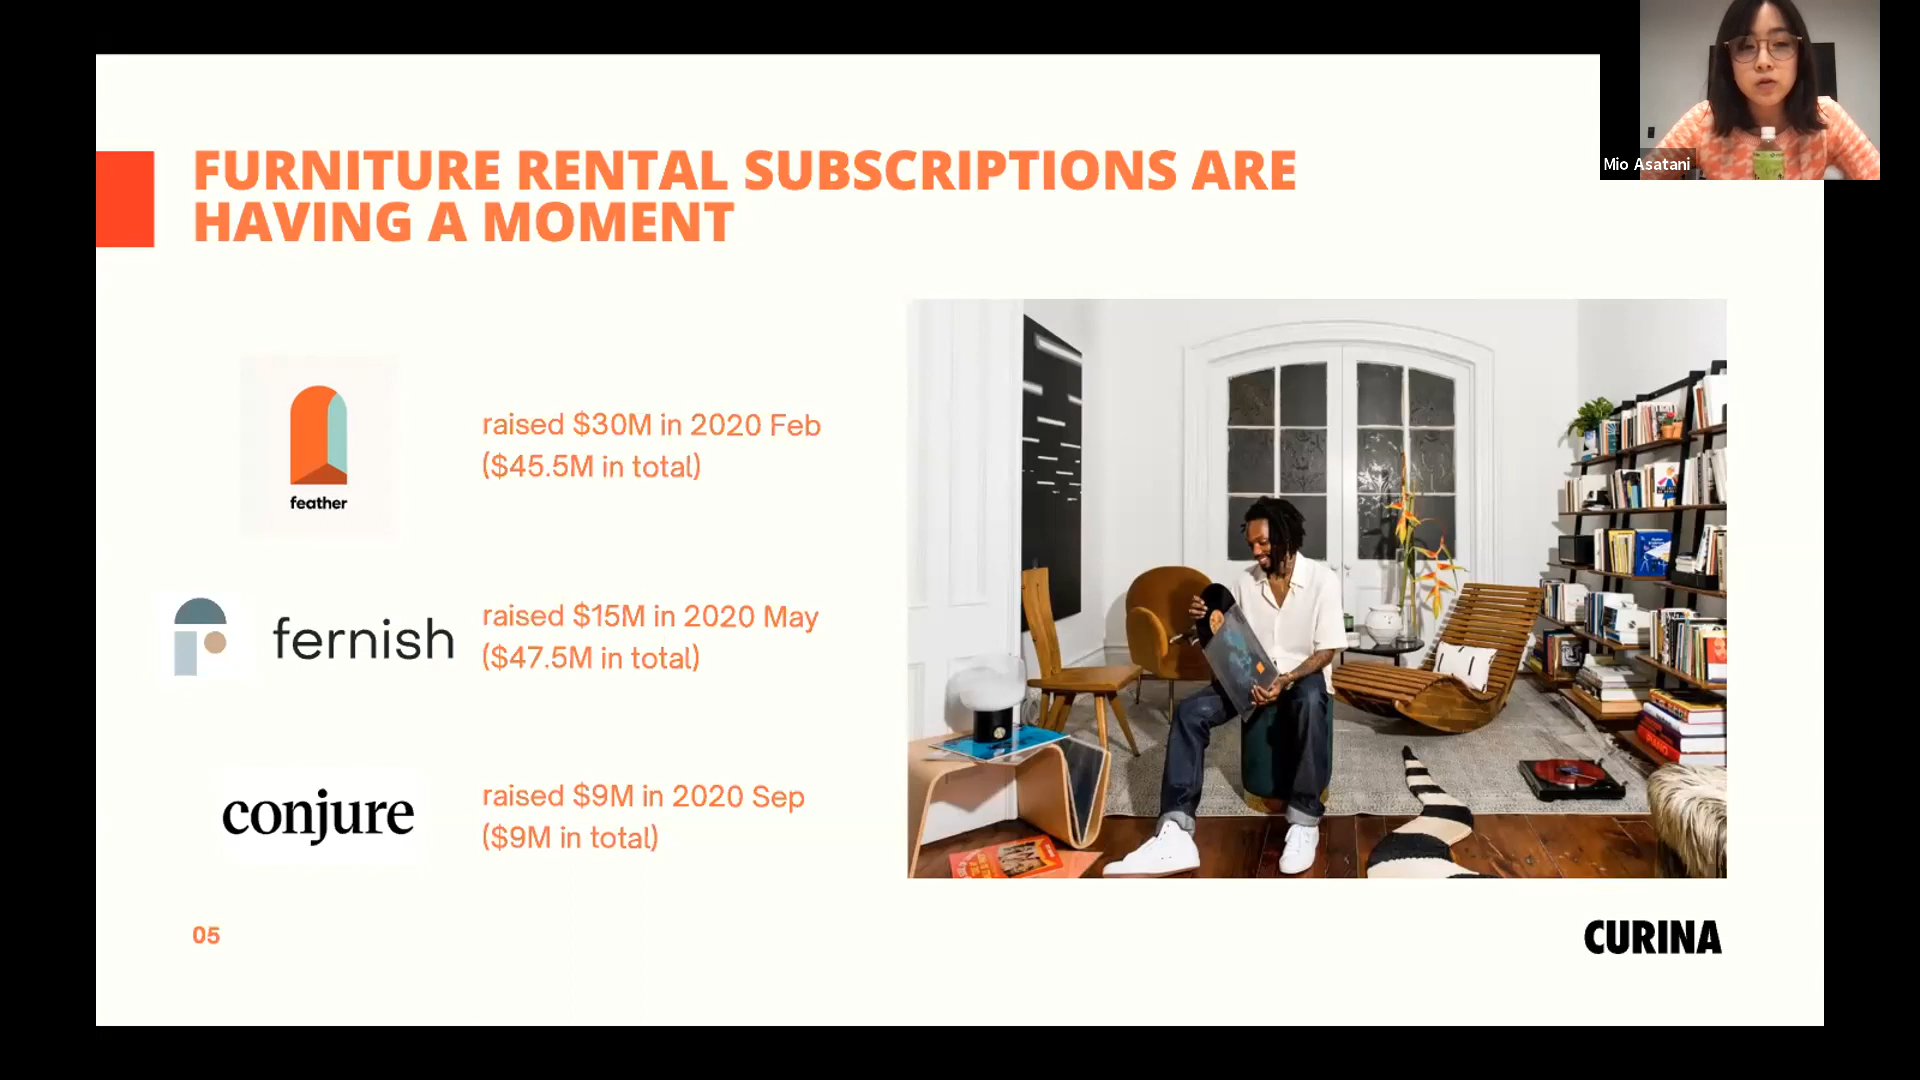 Mio Asatani
FURNITURE RENTAL SUBSCRIPTIONS ARE
HAVING A MOMENT
feather
raised $30M in 2020 Feb
($45.5M in total)
fernish
raised $15M in 2020 May
($47.5M in total)
conjure
raised $9M in 2020 Sep
($9M in total)
05
CURINA